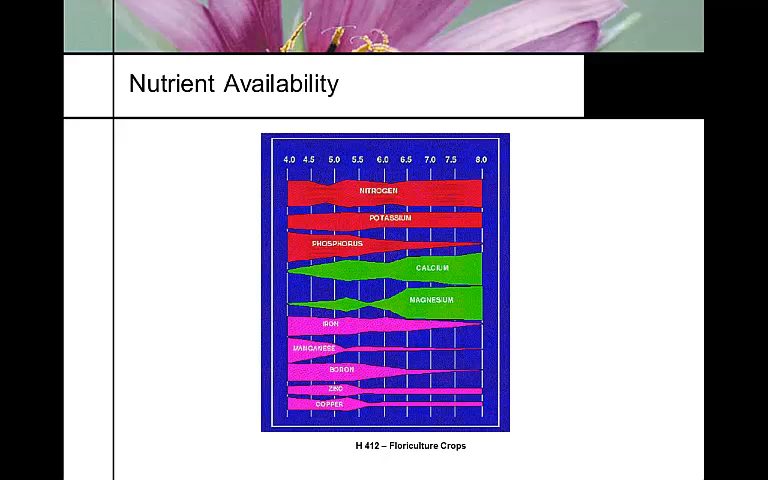 Nutrient Availability
4.0 4.5 5.0 5.5 6.0 6.5 7.0 7.5 8.0
NITROGEN
POTASSIUM
PHOSPHORUS
CALCIUM
MAGNESIUM
IRON
MANGANESE
BORON
ZINC
COPPER
H 412 – Floriculture Crops